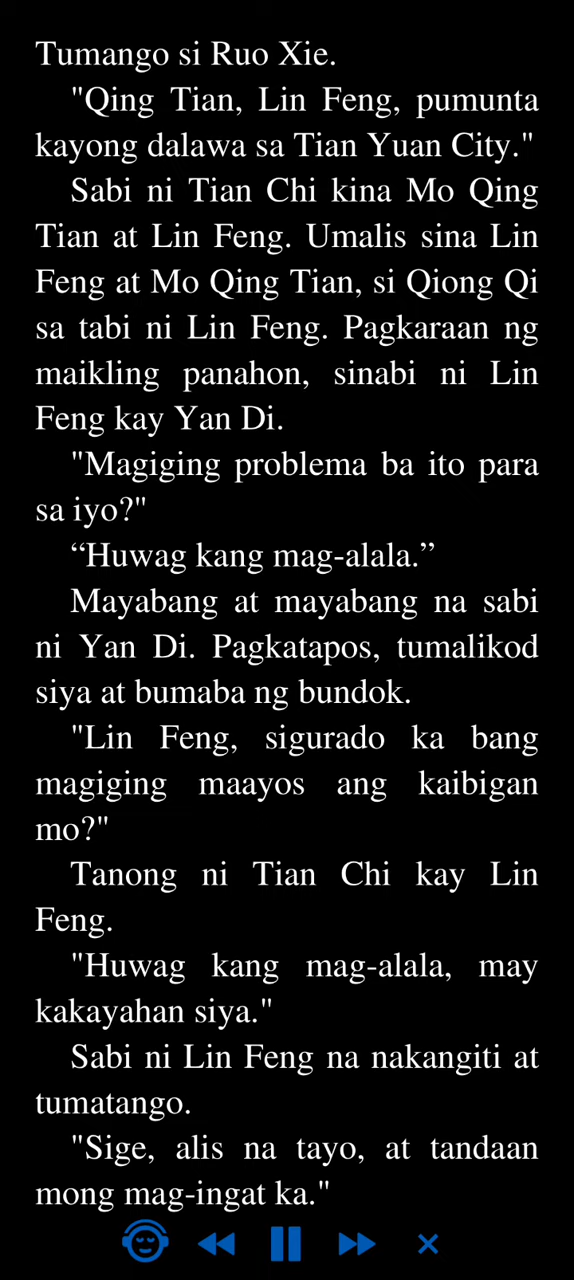 Tumango si Ruo Xie.
"Qing Tian, Lin Feng, pumunta
kayong dalawa sa Tian Yuan City."
Sabi ni Tian Chi kina Mo Qing
Tian at Lin Feng. Umalis sina Lin
Feng at Mo Qing Tian, si Qiong Qi
sa tabi ni Lin Feng. Pagkaraan ng
maikling panahon, sinabi ni Lin
Feng kay Yan Di.
"Magiging problema ba ito para
sa iyo?"
“Huwag kang mag-alala.”
Mayabang at mayabang na sabi
ni Yan Di. Pagkatapos, tumalikod
siya at bumaba ng bundok.
"Lin Feng, sigurado ka bang
magiging maayos ang kaibigan
mo?"
Tanong ni Tian Chi kay Lin
Feng.
"Huwag kang mag-alala, may
kakayahan siya."
Sabi ni Lin Feng na nakangiti at
tumatango.
"Sige, alis na tayo, at tandaan
mong mag-ingat ka."